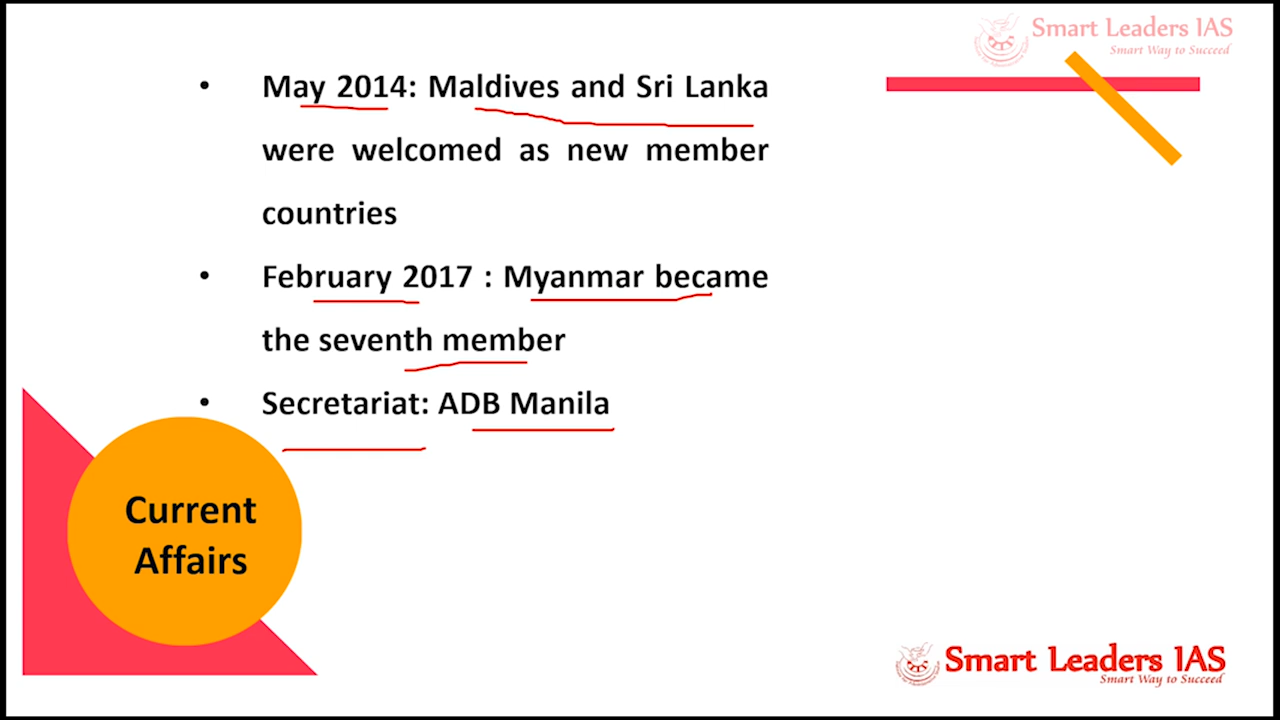 Smart Leaders IAS
Smart Way to Succeed
• May 2014: Maldives and Sri Lanka
were welcomed as new member
countries
• February 2017 : Myanmar became
the seventh member
• Secretariat: ADB Manila
Current
Affairs
Smart Leaders IAS
Smart Way to Succeed